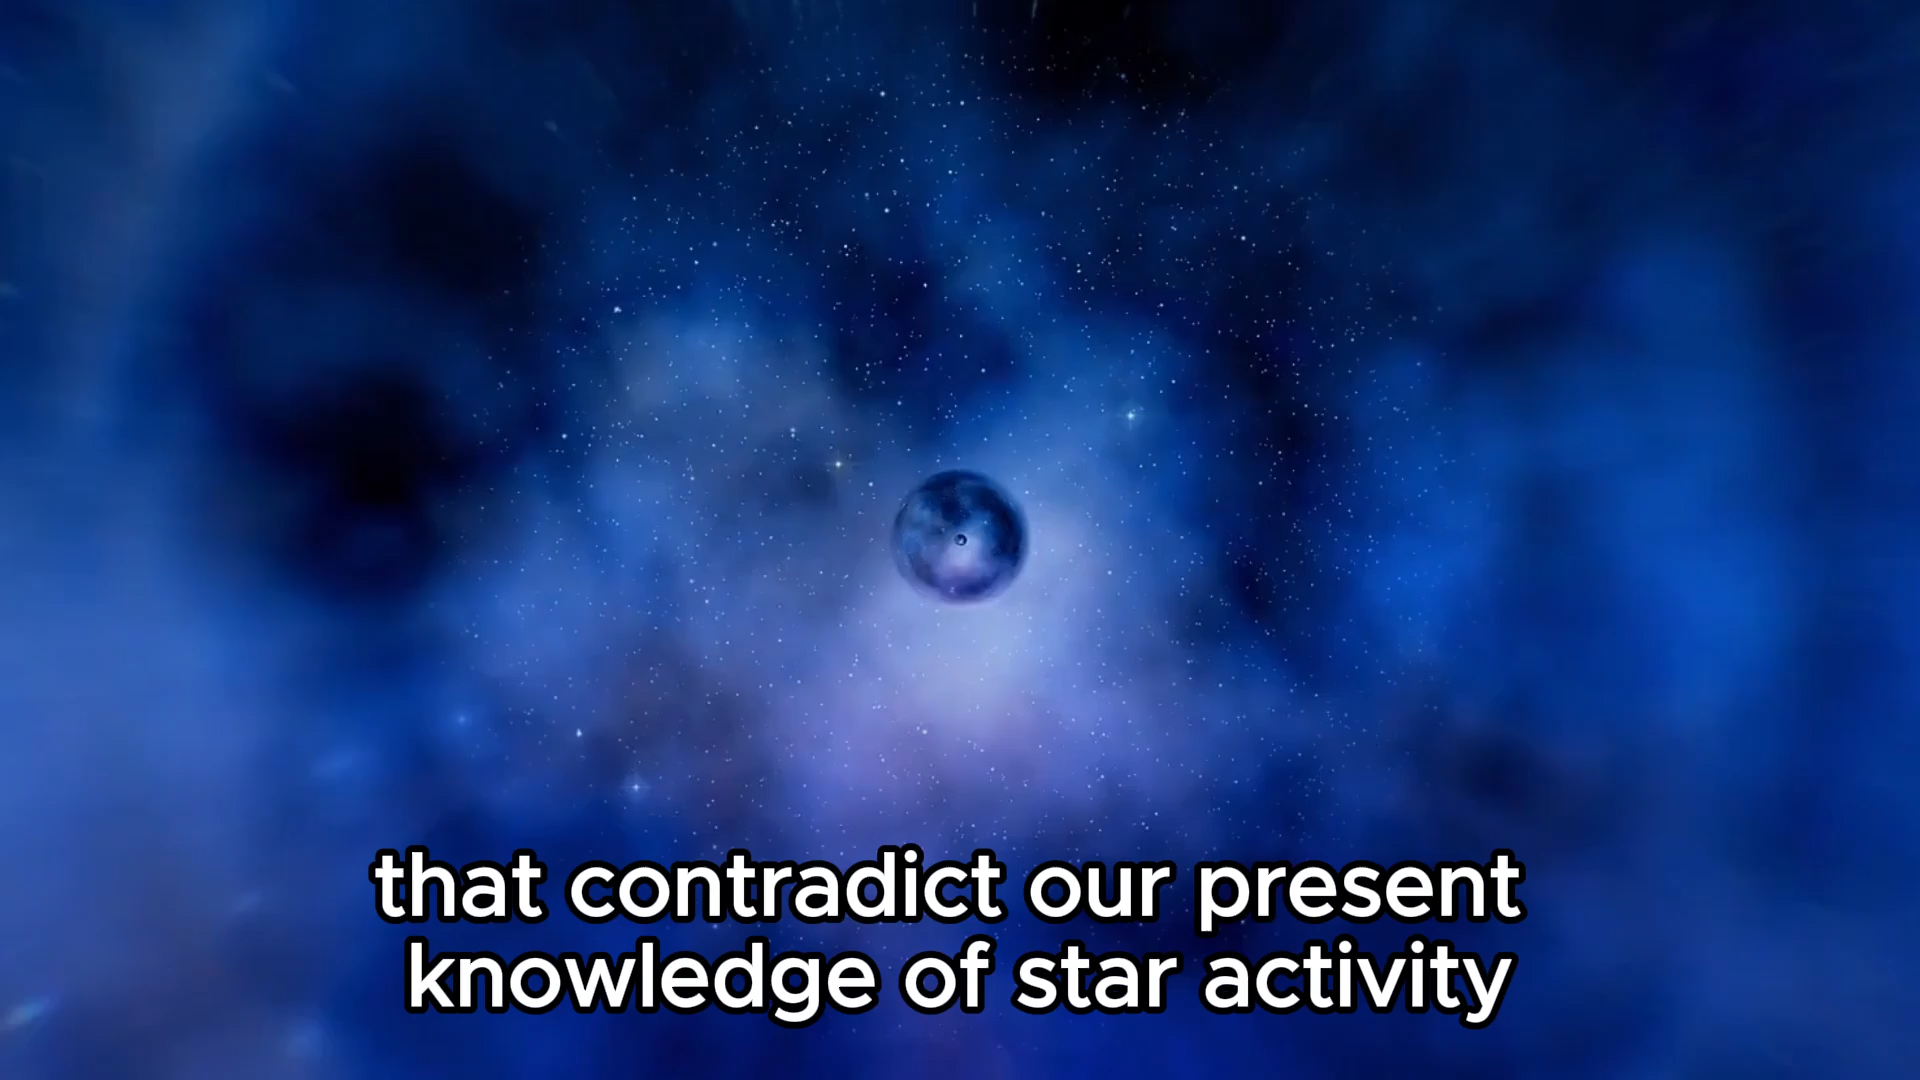 that contradict our present
knowledge of star activity